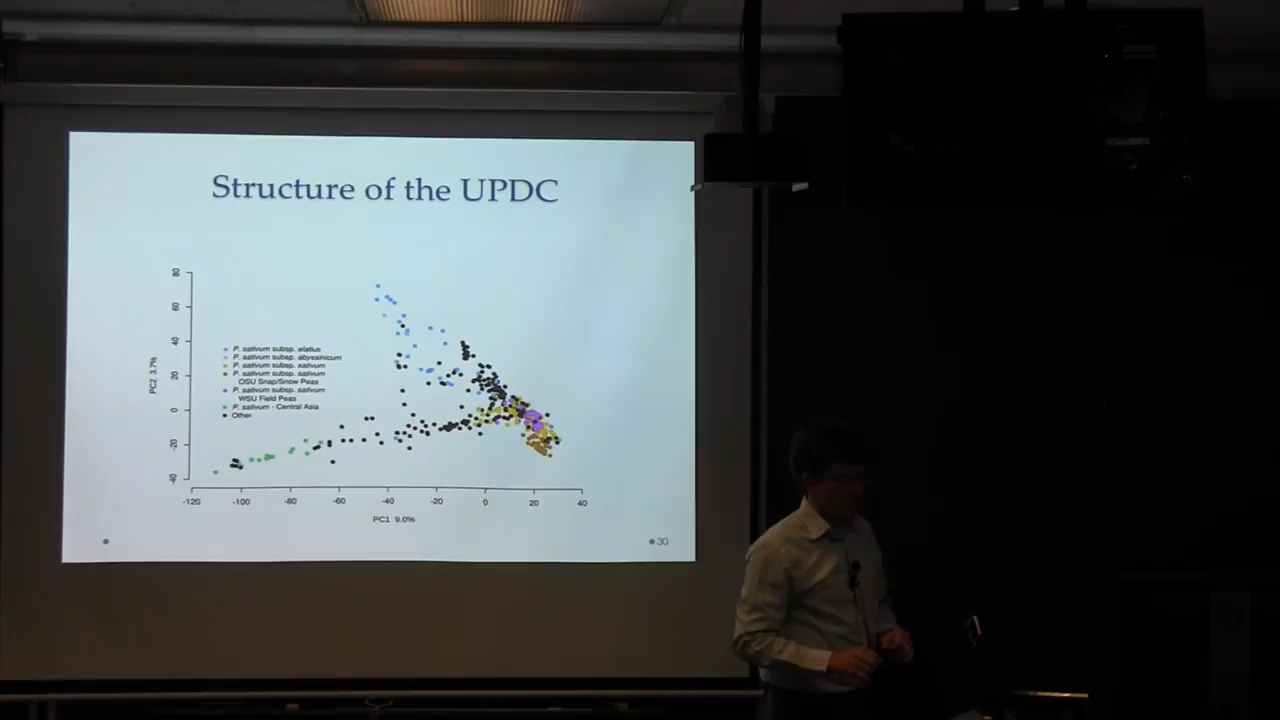 Structure of the UPDC
80
60
40
20
0
-20
-40
PC2 3.7%
P. sativum subsp. elatius
P. sativum subsp. abyssinicum
P. sativum subsp. sativum
P. sativum subsp. sativum
OSU Snap/Snow Peas
P. sativum subsp. sativum
WSU Field Peas
P. sativum - Central Asia
Other
-120 -100 -80 -60 -40 -20 0 20 40
PC1 9.0%
30